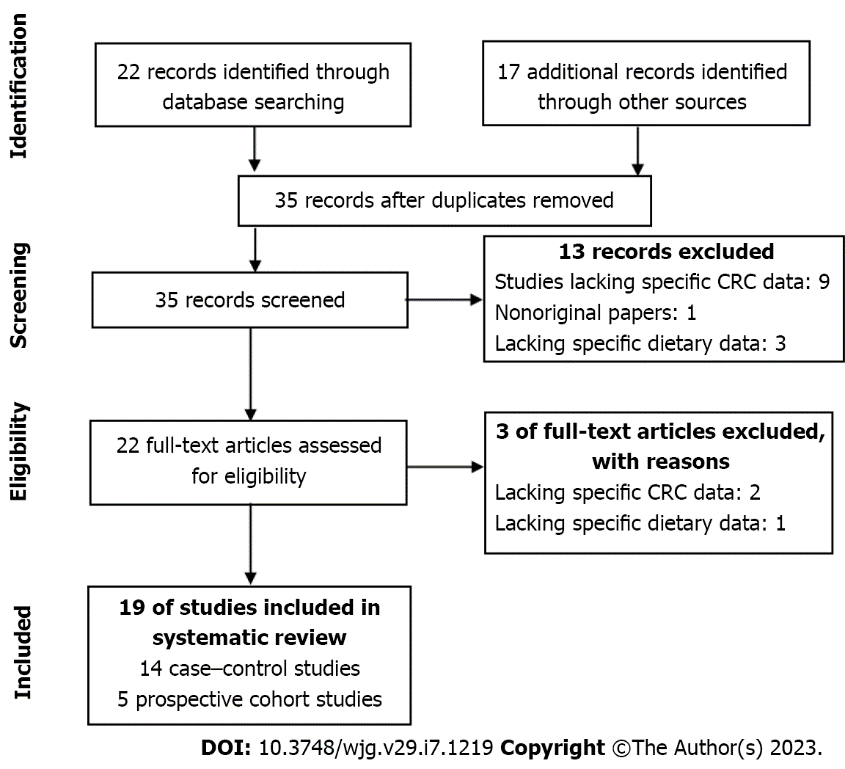 Identification
22 records identified through
database searching
17 additional records identified
through other sources
35 records after duplicates removed
Screening
35 records screened
13 records excluded
Studies lacking specific CRC data: 9
Nonoriginal papers: 1
Lacking specific dietary data: 3
Eligibility
22 full-text articles assessed
for eligibility
3 of full-text articles excluded,
with reasons
Lacking specific CRC data: 2
Lacking specific dietary data: 1
Included
19 of studies included in
systematic review
14 case–control studies
5 prospective cohort studies
DOI: 10.3748/wjg.v29.i7.1219 Copyright ©The Author(s) 2023.